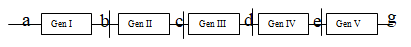 a Gen I b Gen II c Gen III d Gen IV e Gen V g